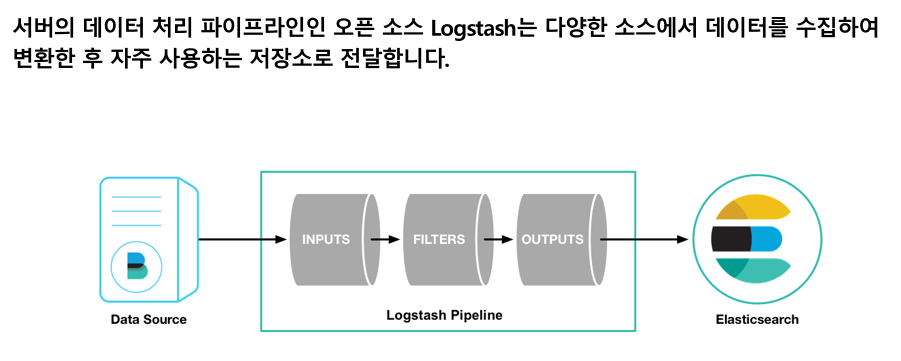 서버의 데이터 처리 파이프라인인 오픈 소스 Logstash는 다양한 소스에서 데이터를 수집하여
변환한 후 자주 사용하는 저장소로 전달합니다.
INPUTS
FILTERS
OUTPUTS
Data Source
Logstash Pipeline
Elasticsearch